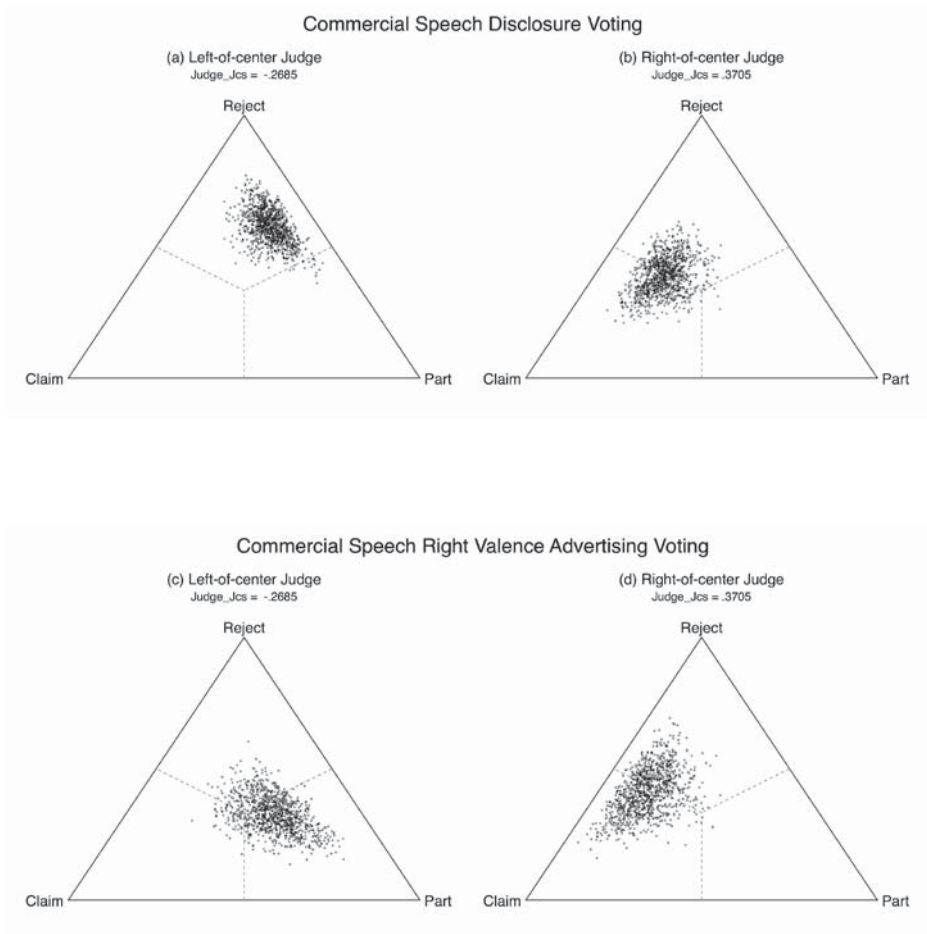 Commercial Speech Disclosure Voting
(a) Left-of-center Judge
Judge_Jcs = -.2685
Reject
Claim
Part
(b) Right-of-center Judge
Judge_Jcs = .3705
Reject
Claim
Part
Commercial Speech Right Valence Advertising Voting
(c) Left-of-center Judge
Judge_Jcs = -.2685
Reject
Claim
Part
(d) Right-of-center Judge
Judge_Jcs = .3705
Reject
Claim
Part